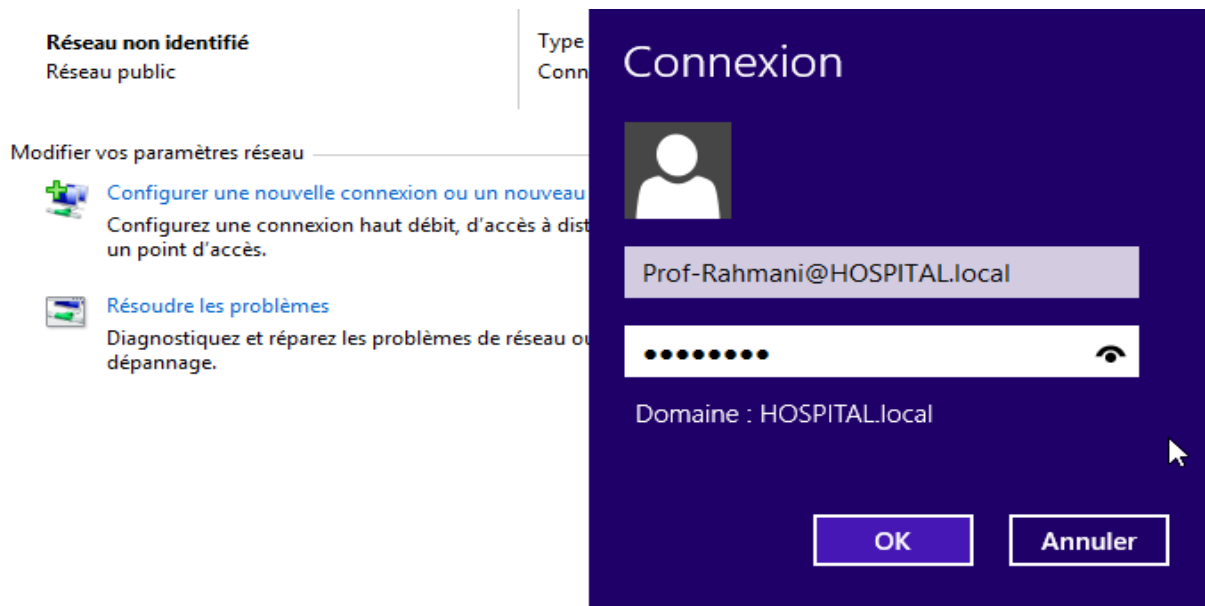 Réseau non identifié
Réseau public
Type
Conn
Modifier vos paramètres réseau
Configurer une nouvelle connexion ou un nouveau
Configurez une connexion haut débit, d'accès à dist
un point d'accès.
Résoudre les problèmes
Diagnostiquez et réparez les problèmes de réseau ou
dépannage.
Connexion
Prof-Rahmani@HOSPITAL.local
••••••••
Domaine : HOSPITAL.local
OK
Annuler